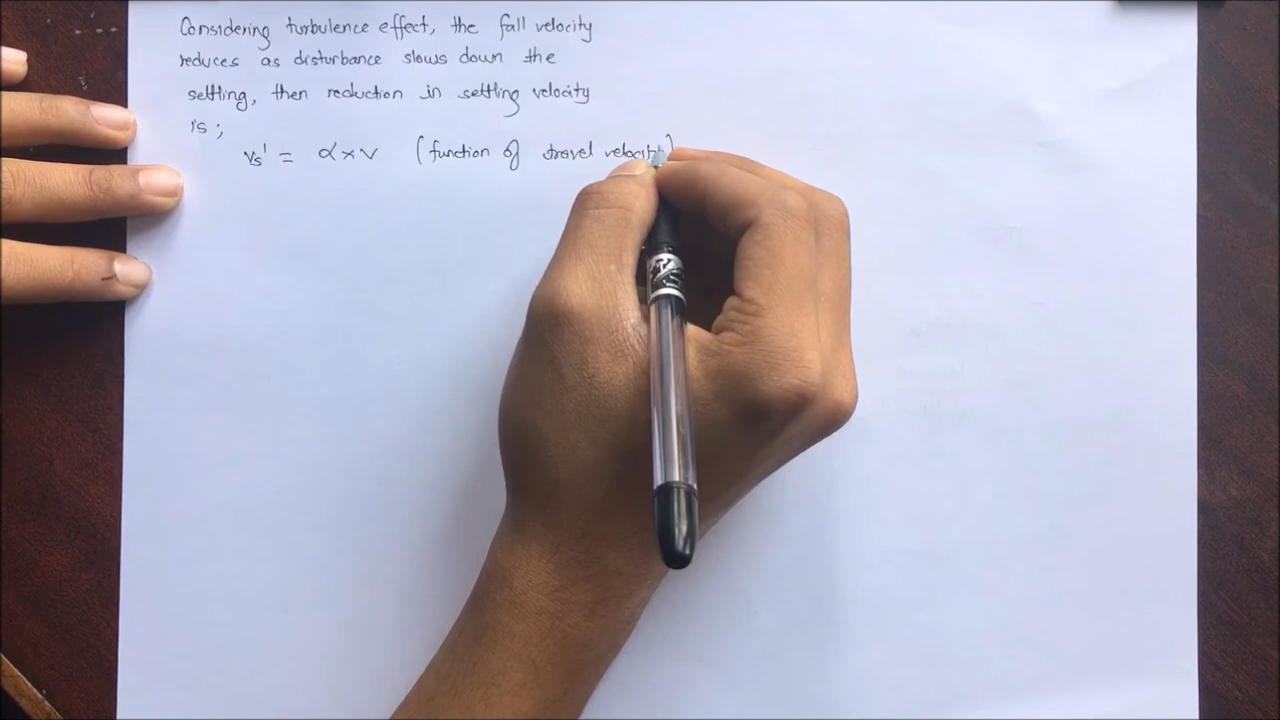 Considering turbulence effect, the fall velocity
reduces as disturbance slows down the
settling, then reduction in settling velocity
is;
Vs' = α × V (function of travel velocity)